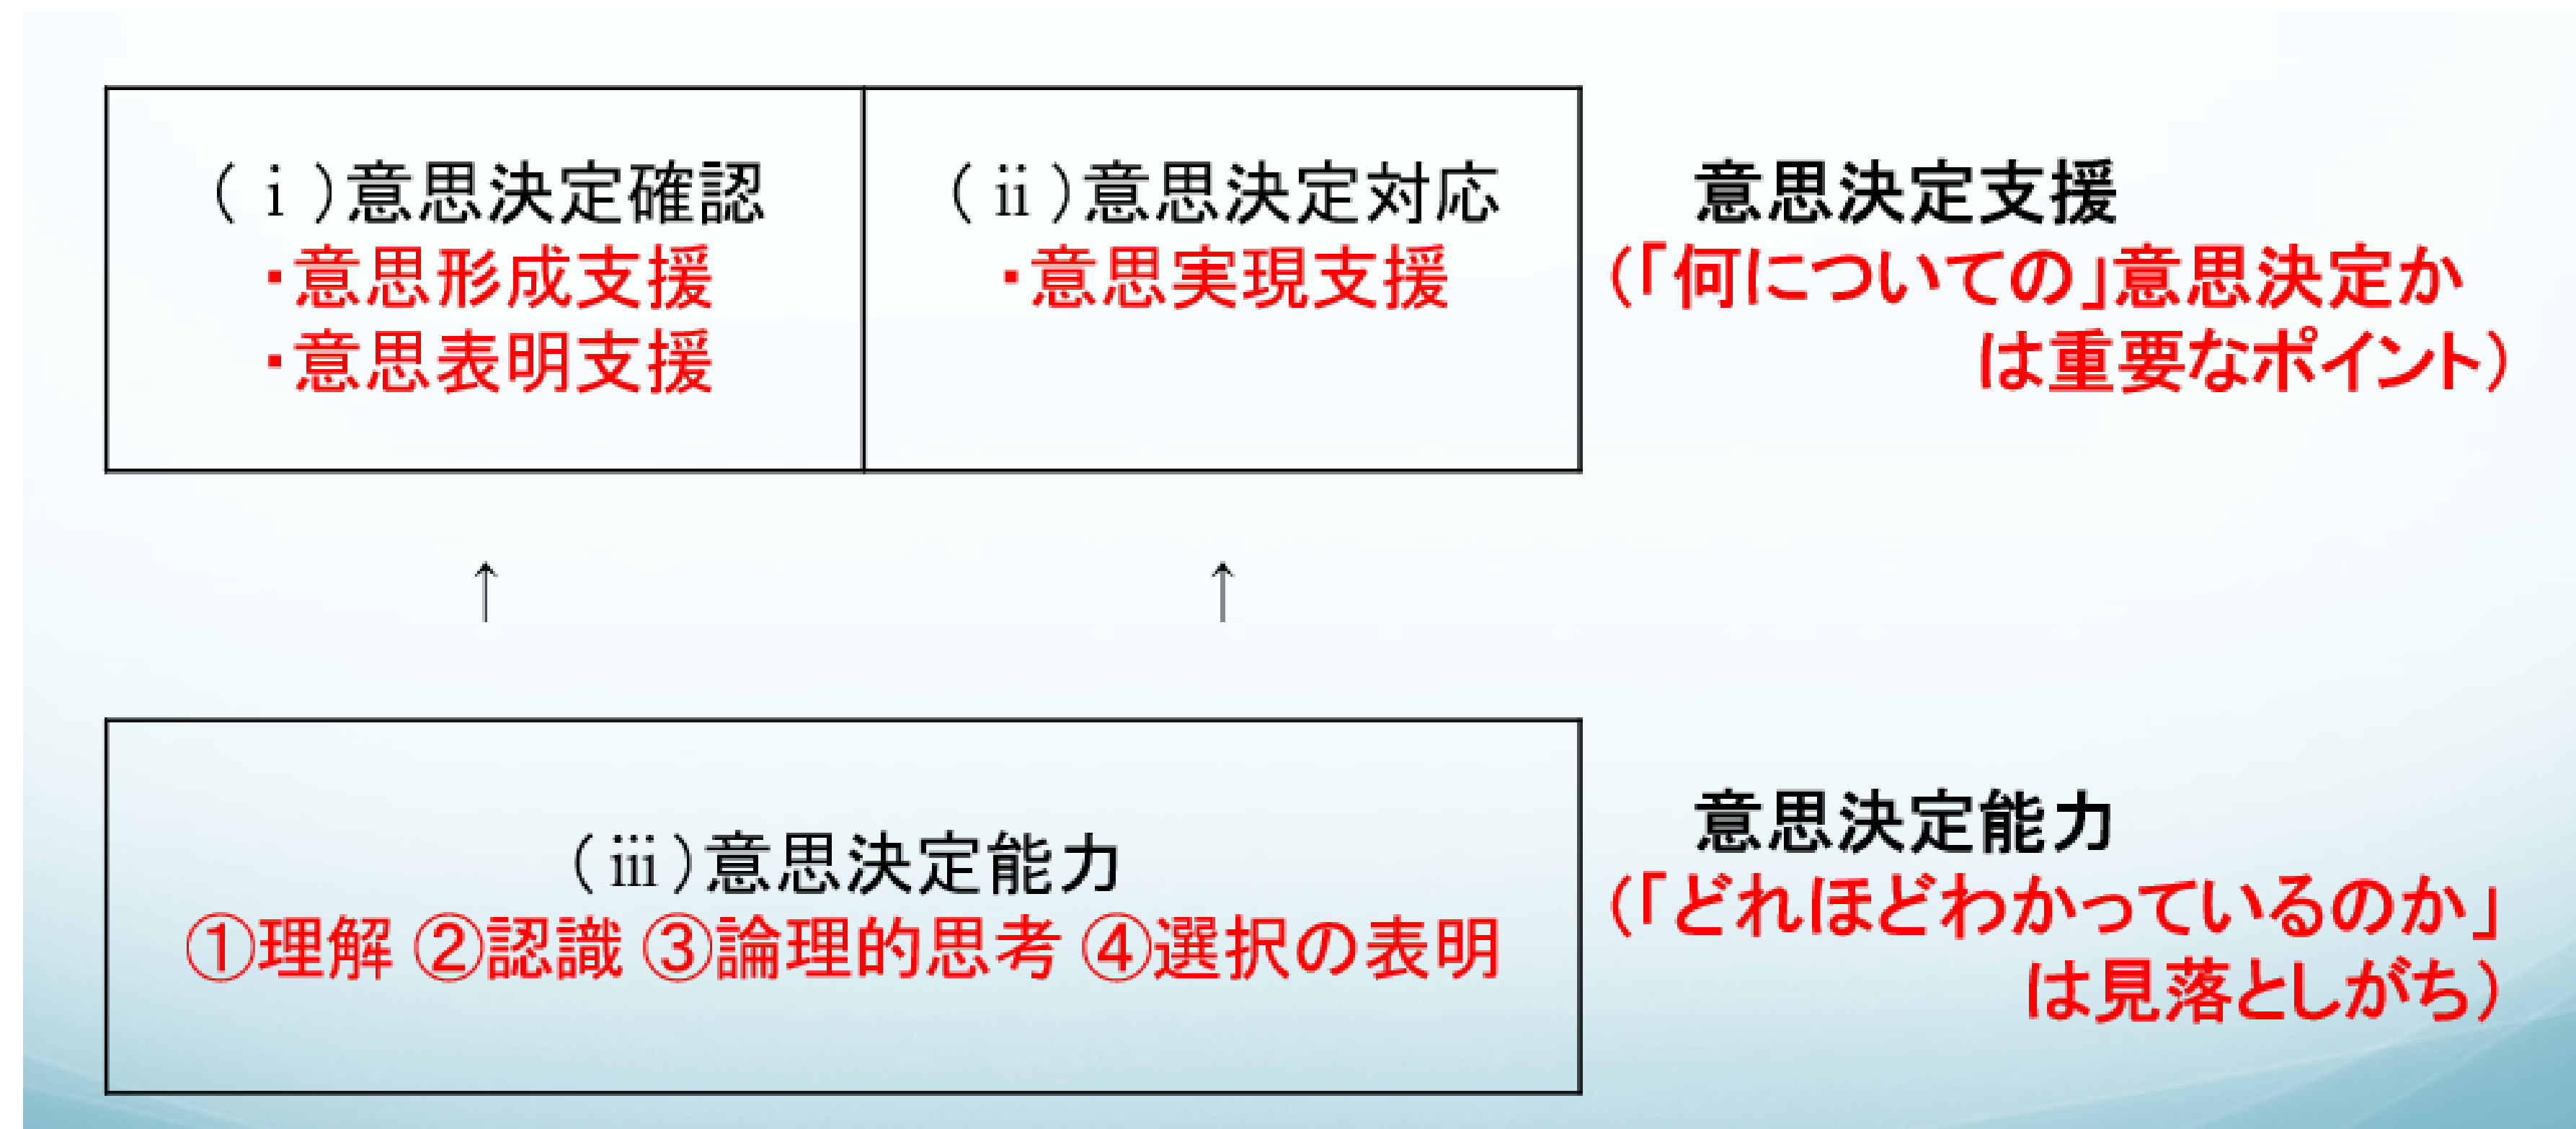 (ⅰ)意思決定確認
・意思形成支援
・意思表明支援
(ⅱ)意思決定対応
・意思実現支援
意思決定支援
(「何についての」意思決定か
は重要なポイント)
↑
↑
(ⅲ)意思決定能力
①理解 ②認識 ③論理的思考 ④選択の表明
意思決定能力
(「どれほどわかっているのか」
は見落としがち)